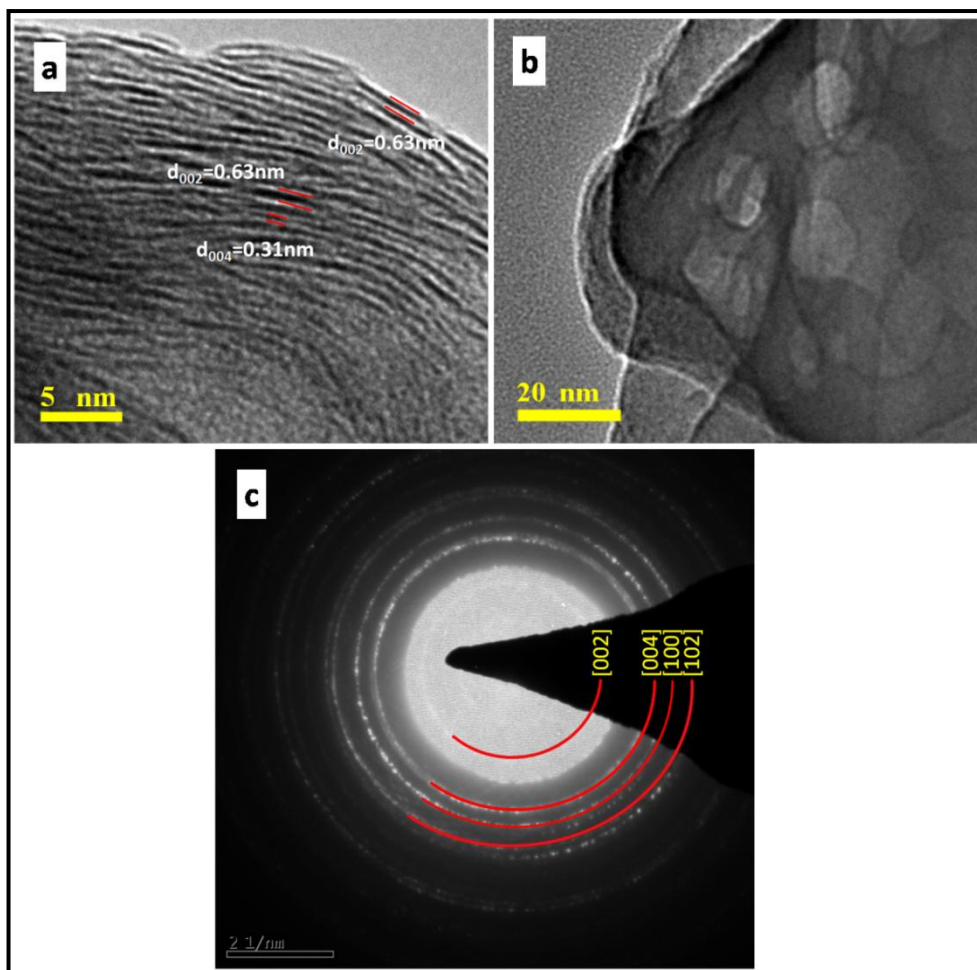 a
b
d₀₀₂=0.63nm
d₀₀₂=0.63nm
d₀₀₄=0.31nm
5 nm
20 nm
c
[002]
[004]
[100]
[102]
2 1/nm